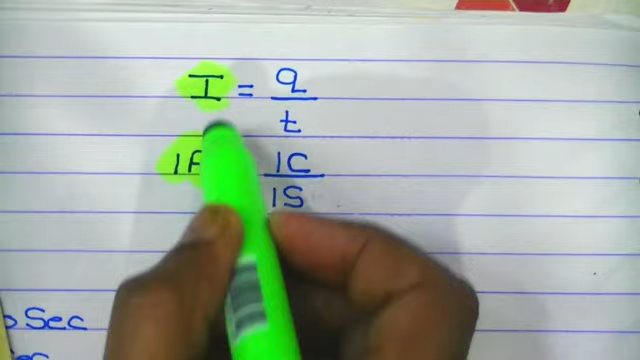 I = q
t
1A 1C
1S
Sec